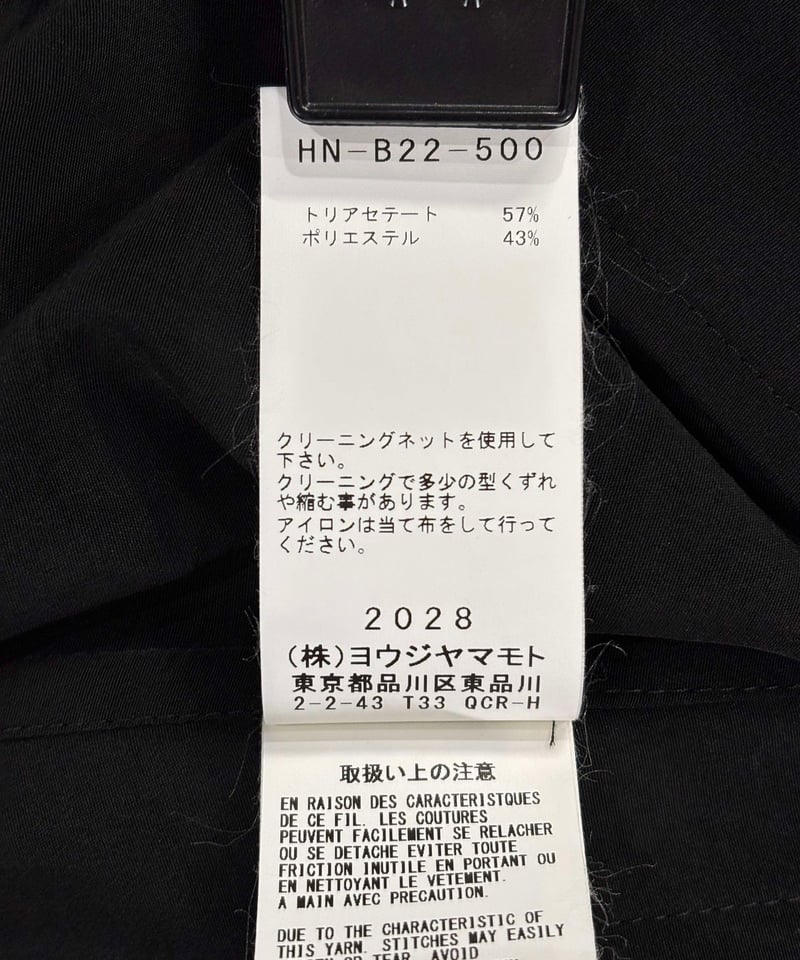 HN-B22-500
トリアセテート 57%
ポリエステル 43%
クリーニングネットを使用して
下さい。
クリーニングで多少の型くずれ
や縮む事があります。
アイロンは当て布をして行って
ください。
2028
(株)ヨウジヤマモト
東京都品川区東品川
2-2-43 T33 QCR-H
取扱い上の注意
EN RAISON DES CARACTERISTQUES
DE CE FIL. LES COUTURES
PEUVENT FACILEMENT SE RELACHER
OU SE DETACHE EVITER TOUTE
FRICTION INUTILE EN PORTANT OU
EN NETTOYANT LE VETEMENT.
A MAIN AVEC PRECAUTION.
DUE TO THE CHARACTERISTIC OF
THIS YARN. STITCHES MAY EASILY
OR TEAR. AVOID